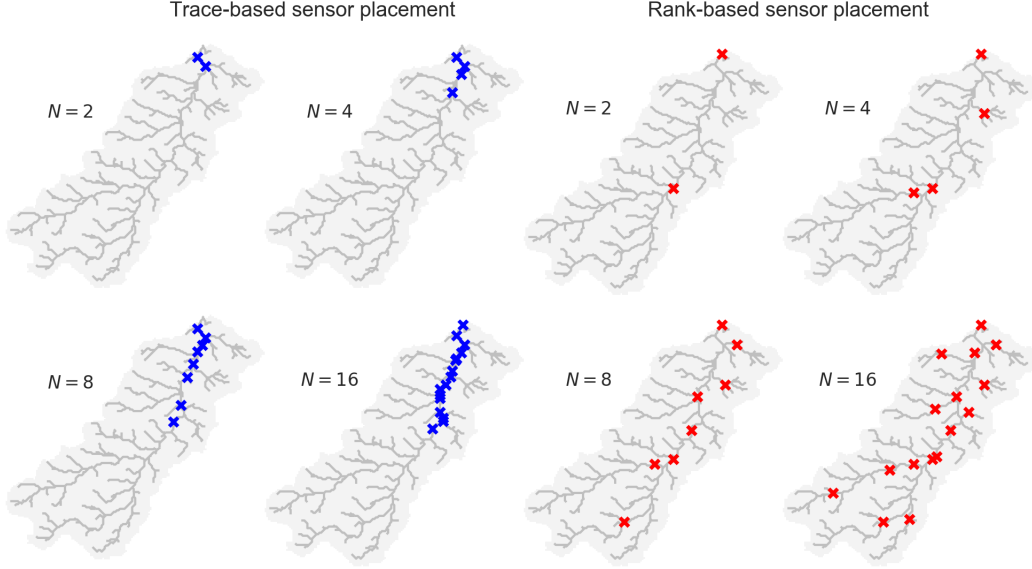 Trace-based sensor placement
Rank-based sensor placement
N = 2
N = 4
N = 2
N = 4
N = 8
N = 16
N = 8
N = 16